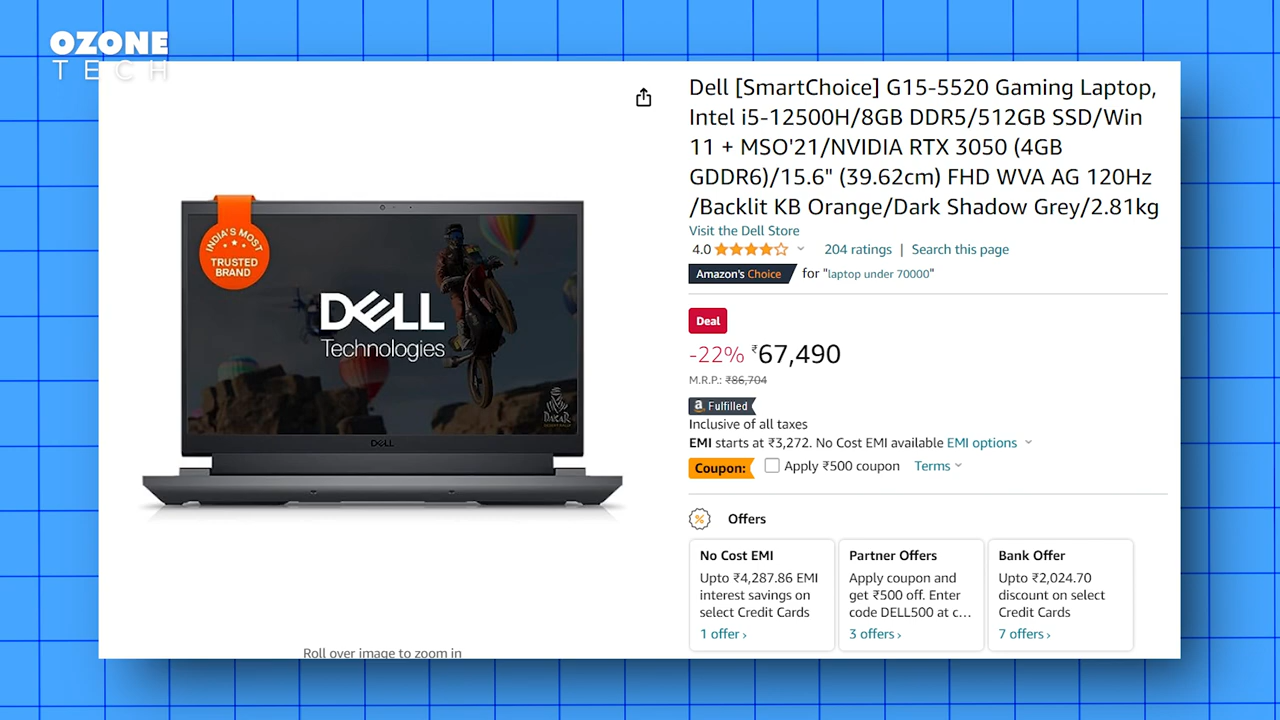 OZONE
TECH
Dell [SmartChoice] G15-5520 Gaming Laptop,
Intel i5-12500H/8GB DDR5/512GB SSD/Win
11 + MSO'21/NVIDIA RTX 3050 (4GB
GDDR6)/15.6" (39.62cm) FHD WVA AG 120Hz
/Backlit KB Orange/Dark Shadow Grey/2.81kg
Visit the Dell Store
4.0 204 ratings | Search this page
Amazon's Choice for "laptop under 70000"
INDIA'S MOST
TRUSTED
BRAND
DELL
Technologies
DAKAR
DELL
Deal
-22% ₹67,490
M.R.P.: ₹86,704
a Fulfilled
Inclusive of all taxes
EMI starts at ₹3,272. No Cost EMI available EMI options
Coupon: Apply ₹500 coupon Terms
% Offers
No Cost EMI
Upto ₹4,287.86 EMI
interest savings on
select Credit Cards
1 offer ›
Partner Offers
Apply coupon and
get ₹500 off. Enter
code DELL500 at c...
3 offers ›
Bank Offer
Upto ₹2,024.70
discount on select
Credit Cards
7 offers ›
Roll over image to zoom in